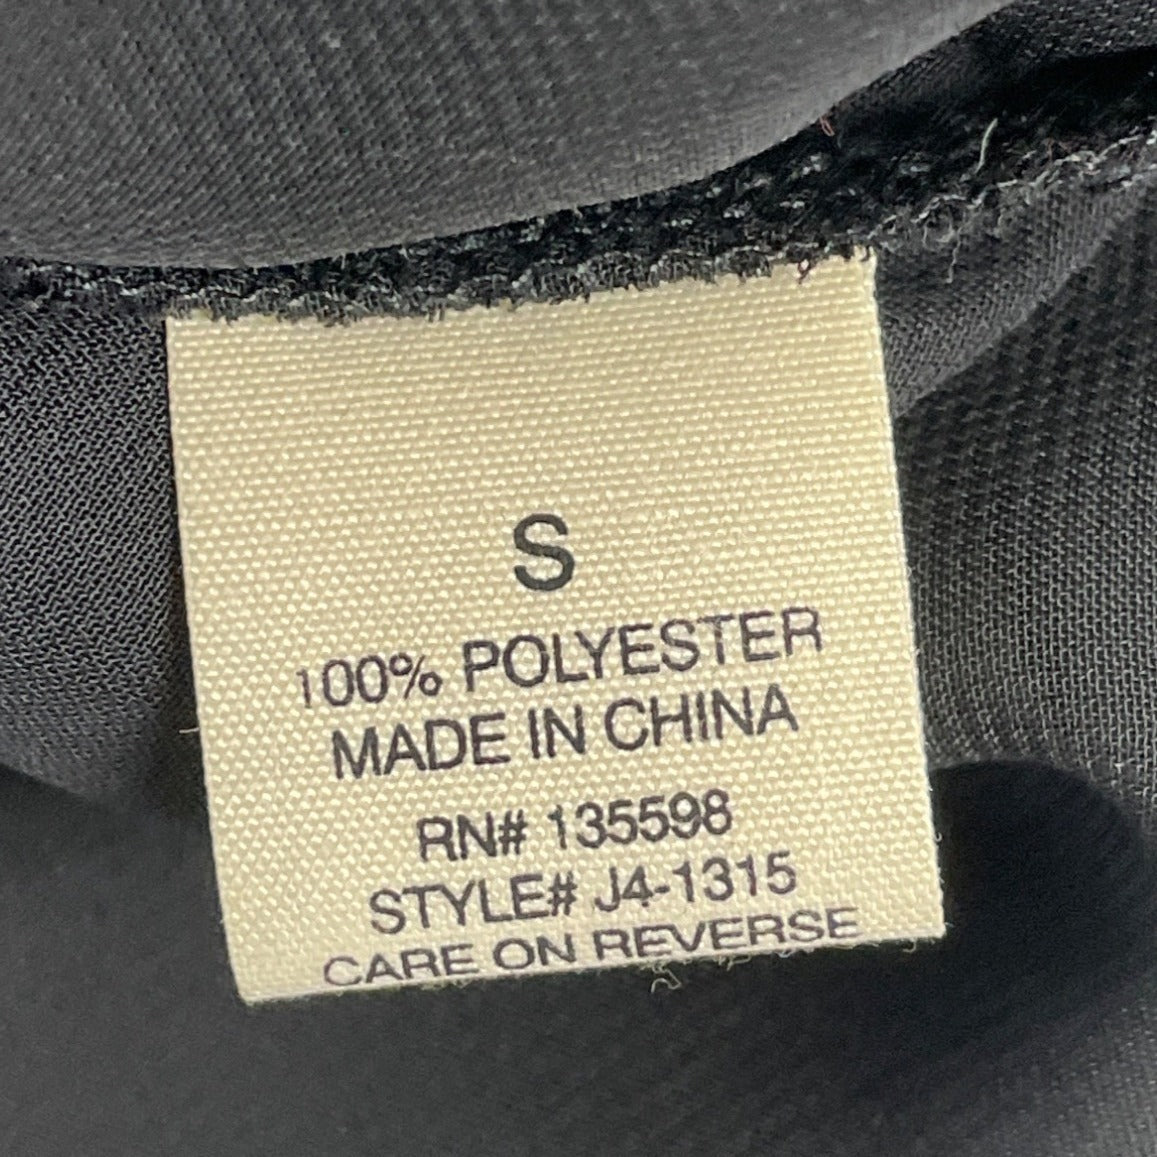 S
100% POLYESTER
MADE IN CHINA
RN# 135598
STYLE# J4-1315
CARE ON REVERSE